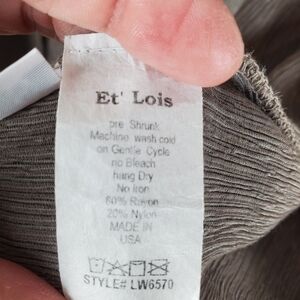 Et' Lois
pre Shrunk
Machine wash cold
on Gentle Cycle
no Bleach
hang Dry
No Iron
80% Rayon
20% Nylon
MADE IN
USA
STYLE# LW6570